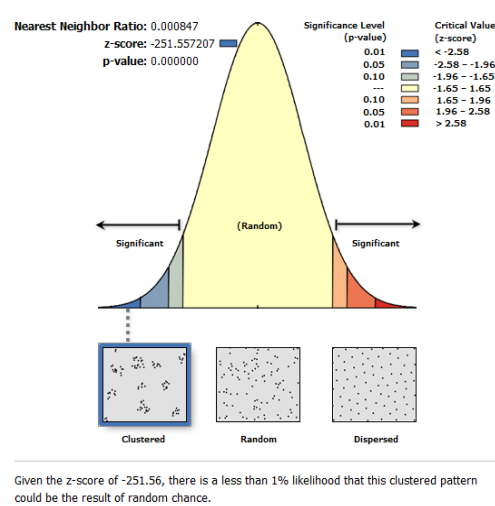 Nearest Neighbor Ratio: 0.000847
z-score: -251.557207
p-value: 0.000000
Significance Level
(p-value)
Critical Value
(z-score)
0.01 < -2.58
0.05 -2.58 – -1.96
0.10 -1.96 – -1.65
--- -1.65 – 1.65
0.10 1.65 – 1.96
0.05 1.96 – 2.58
0.01 > 2.58
(Random)
Significant
Significant
Clustered
Random
Dispersed
Given the z-score of -251.56, there is a less than 1% likelihood that this clustered pattern
could be the result of random chance.